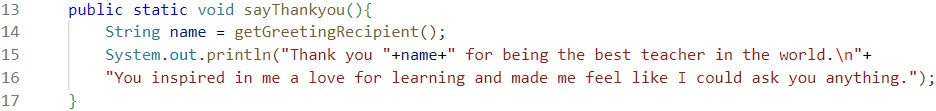 13 public static void sayThankyou(){
14 String name = getGreetingRecipient();
15 System.out.println("Thank you "+name+" for being the best teacher in the world.\n"+
16 "You inspired in me a love for learning and made me feel like I could ask you anything.");
17 }